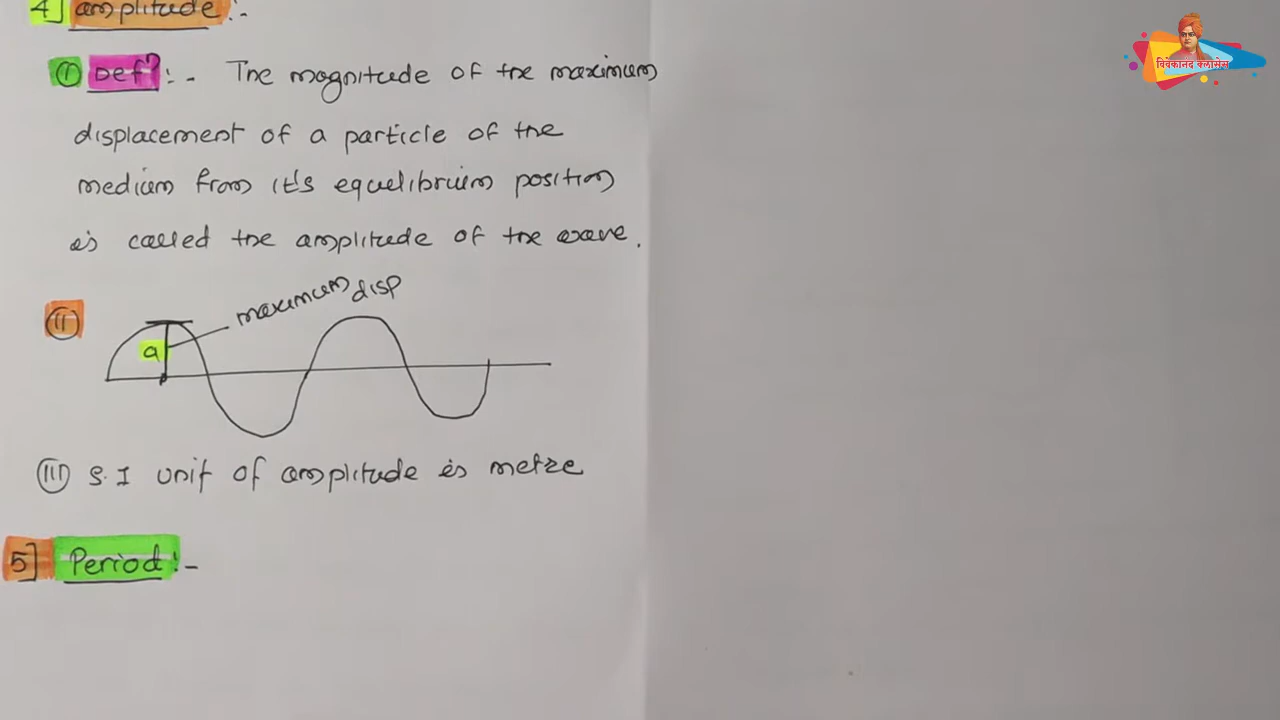 4] amplitude :-
(I) Defⁿ :- The magnitude of the maximum
displacement of a particle of the
medium from it's equelibrium position
is called the amplitude of the wave.
(II) maximum disp
a
(III) S.I unit of amplitude is metre
5] Period :-
विवेकानंद क्लासेस